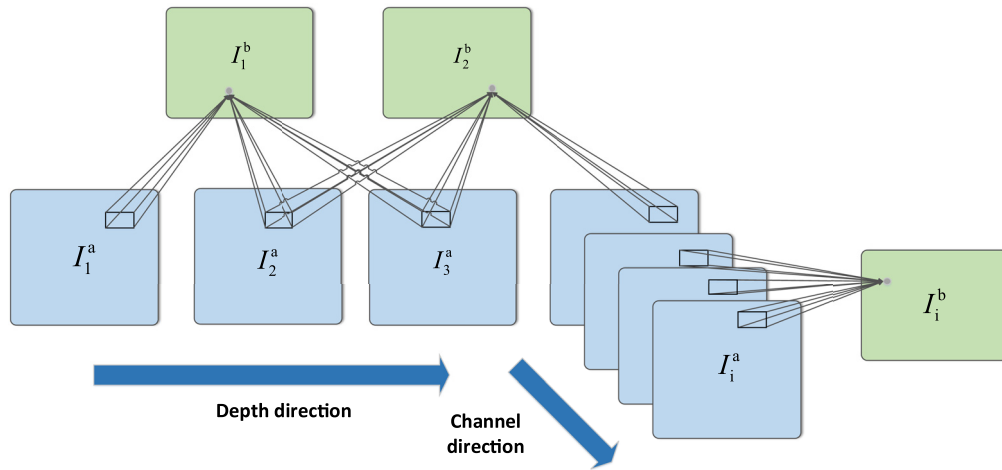 I₁ᵇ
I₂ᵇ
I₁ᵃ
I₂ᵃ
I₃ᵃ
Iᵢᵇ
Iᵢᵃ
Depth direction
Channel
direction